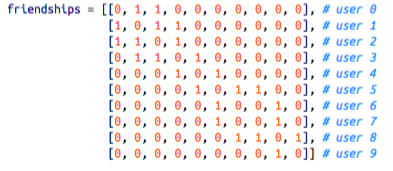 friendships = [[0, 1, 1, 0, 0, 0, 0, 0, 0, 0], # user 0
[1, 0, 1, 1, 0, 0, 0, 0, 0, 0], # user 1
[1, 1, 0, 1, 0, 0, 0, 0, 0, 0], # user 2
[0, 1, 1, 0, 1, 0, 0, 0, 0, 0], # user 3
[0, 0, 0, 1, 0, 1, 0, 0, 0, 0], # user 4
[0, 0, 0, 0, 1, 0, 1, 1, 0, 0], # user 5
[0, 0, 0, 0, 0, 1, 0, 0, 1, 0], # user 6
[0, 0, 0, 0, 0, 1, 0, 0, 1, 0], # user 7
[0, 0, 0, 0, 0, 0, 1, 1, 0, 1], # user 8
[0, 0, 0, 0, 0, 0, 0, 0, 1, 0]] # user 9